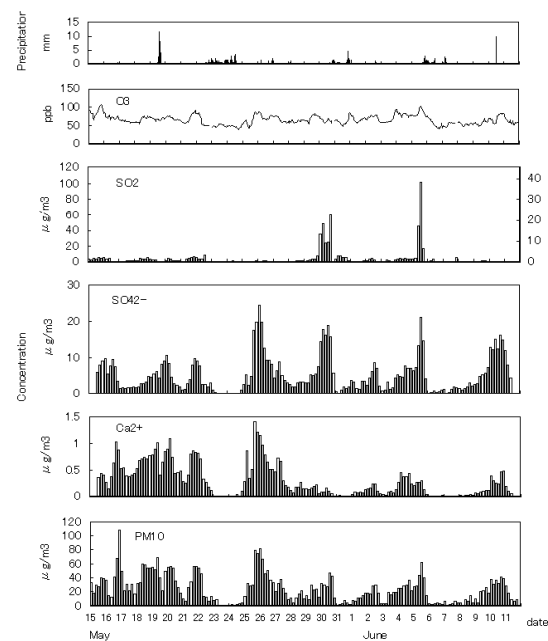 Precipitation
mm
15
10
5
0
O3
ppb
150
100
50
0
SO2
μg/m3
120
100
80
60
40
20
0
40
30
20
10
0
SO42−
Concentration
μg/m3
30
20
10
0
Ca2+
μg/m3
1.5
1
0.5
0
PM10
μg/m3
120
100
80
60
40
20
0
15 16 17 18 19 20 21 22 23 24 25 26 27 28 29 30 31 1 2 3 4 5 6 7 8 9 10 11 date
May June